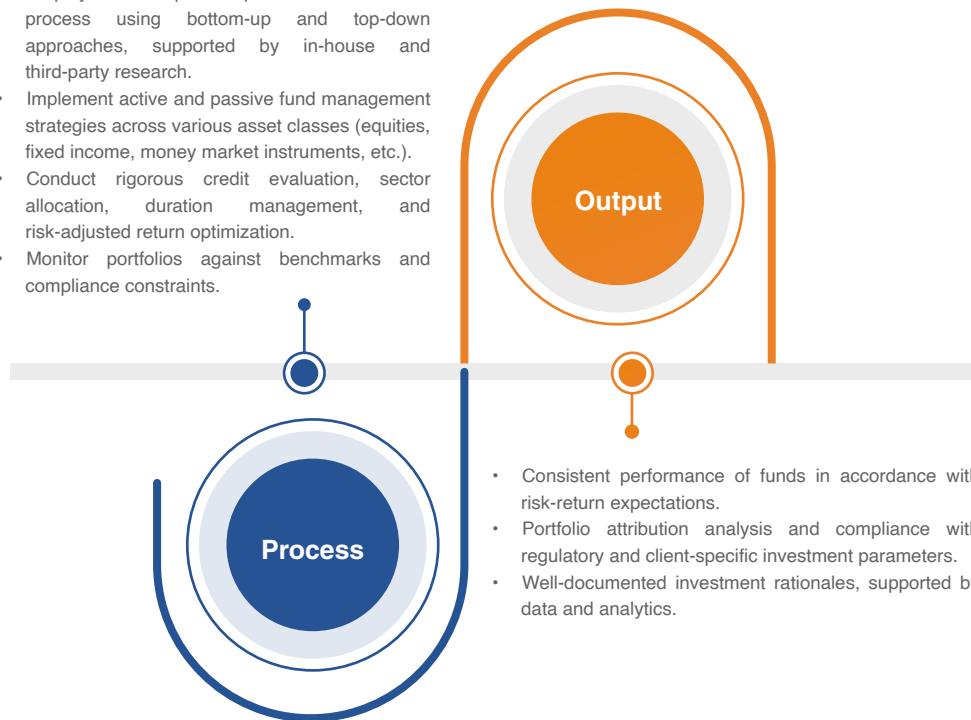 process using bottom-up and top-down
approaches, supported by in-house and
third-party research.
• Implement active and passive fund management
strategies across various asset classes (equities,
fixed income, money market instruments, etc.).
• Conduct rigorous credit evaluation, sector
allocation, duration management, and
risk-adjusted return optimization.
• Monitor portfolios against benchmarks and
compliance constraints.
Output
Process
• Consistent performance of funds in accordance with
risk-return expectations.
• Portfolio attribution analysis and compliance with
regulatory and client-specific investment parameters.
• Well-documented investment rationales, supported by
data and analytics.